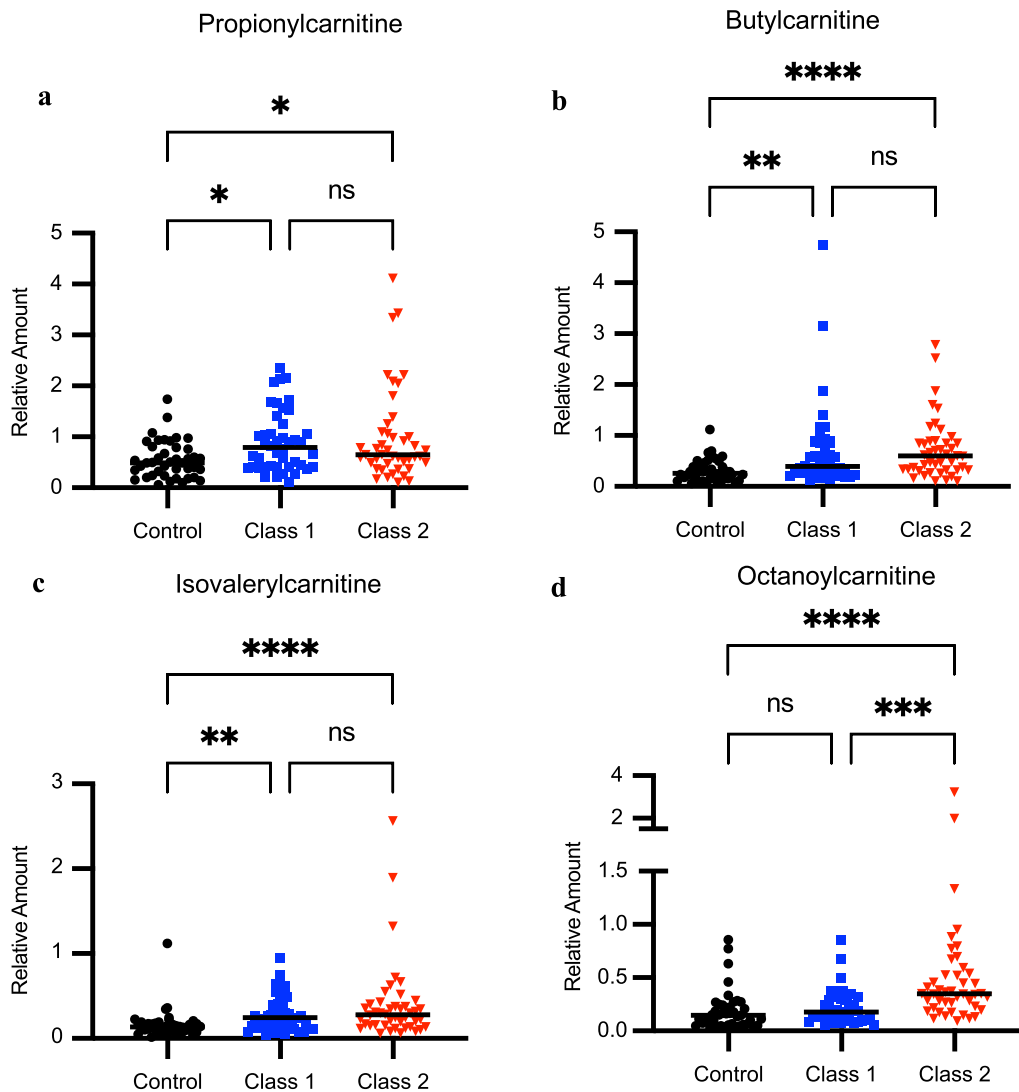 Propionylcarnitine
a
*
*
ns
5
4
3
2
1
0
Relative Amount
Control Class 1 Class 2
Butylcarnitine
b
****
**
ns
5
4
3
2
1
0
Relative Amount
Control Class 1 Class 2
c
Isovalerylcarnitine
****
**
ns
3
2
1
0
Relative Amount
Control Class 1 Class 2
d
Octanoylcarnitine
****
ns
***
4
2
1.5
1.0
0.5
0.0
Relative Amount
Control Class 1 Class 2